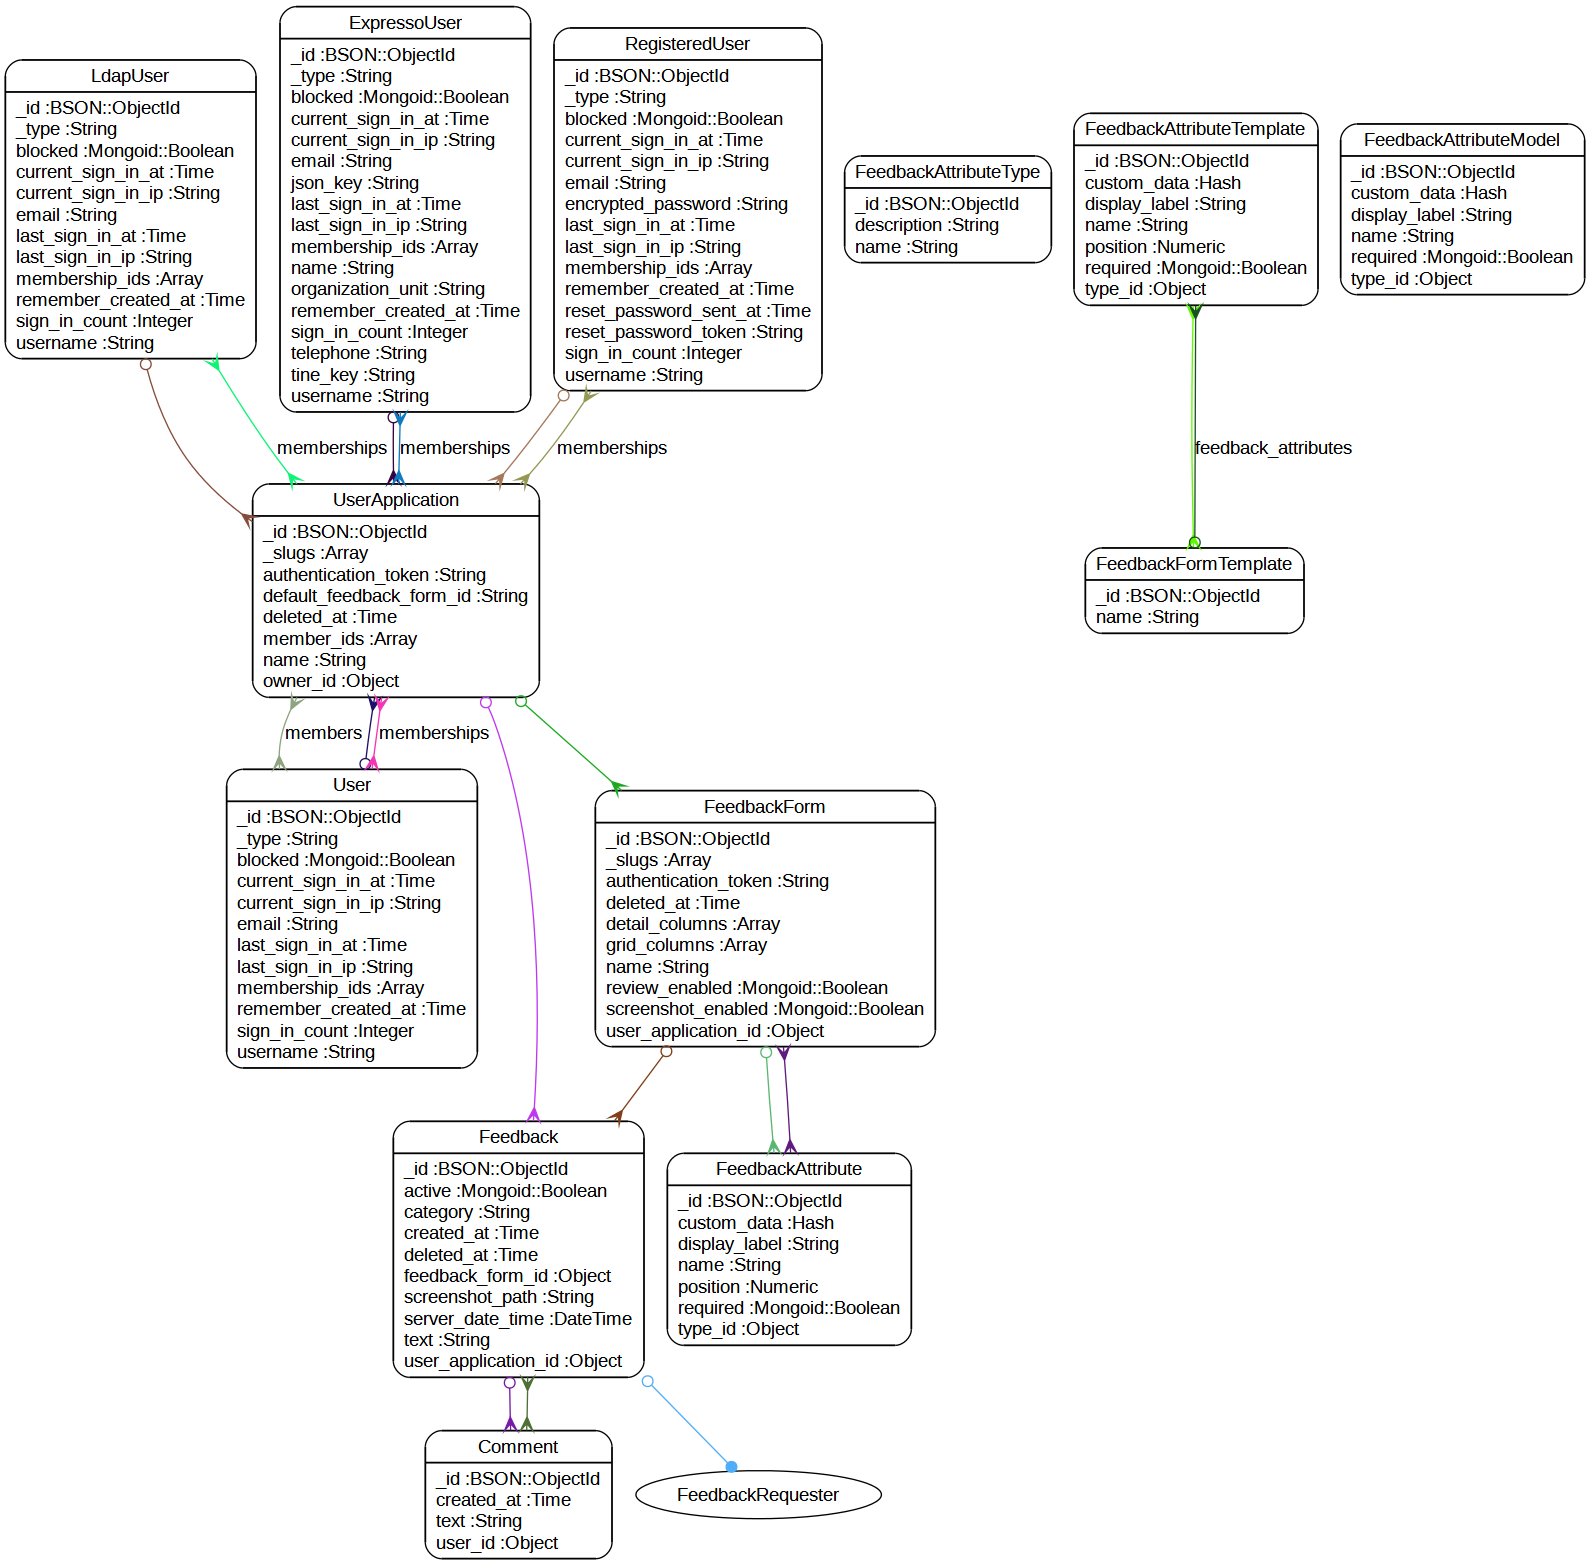 LdapUser
_id :BSON::ObjectId
_type :String
blocked :Mongoid::Boolean
current_sign_in_at :Time
current_sign_in_ip :String
email :String
last_sign_in_at :Time
last_sign_in_ip :String
membership_ids :Array
remember_created_at :Time
sign_in_count :Integer
username :String
ExpressoUser
_id :BSON::ObjectId
_type :String
blocked :Mongoid::Boolean
current_sign_in_at :Time
current_sign_in_ip :String
email :String
json_key :String
last_sign_in_at :Time
last_sign_in_ip :String
membership_ids :Array
name :String
organization_unit :String
remember_created_at :Time
sign_in_count :Integer
telephone :String
tine_key :String
username :String
RegisteredUser
_id :BSON::ObjectId
_type :String
blocked :Mongoid::Boolean
current_sign_in_at :Time
current_sign_in_ip :String
email :String
encrypted_password :String
last_sign_in_at :Time
last_sign_in_ip :String
membership_ids :Array
remember_created_at :Time
reset_password_sent_at :Time
reset_password_token :String
sign_in_count :Integer
username :String
FeedbackAttributeType
_id :BSON::ObjectId
description :String
name :String
FeedbackAttributeTemplate
_id :BSON::ObjectId
custom_data :Hash
display_label :String
name :String
position :Numeric
required :Mongoid::Boolean
type_id :Object
FeedbackAttributeModel
_id :BSON::ObjectId
custom_data :Hash
display_label :String
name :String
required :Mongoid::Boolean
type_id :Object
memberships
memberships
memberships
feedback_attributes
UserApplication
_id :BSON::ObjectId
_slugs :Array
authentication_token :String
default_feedback_form_id :String
deleted_at :Time
member_ids :Array
name :String
owner_id :Object
FeedbackFormTemplate
_id :BSON::ObjectId
name :String
members
memberships
User
_id :BSON::ObjectId
_type :String
blocked :Mongoid::Boolean
current_sign_in_at :Time
current_sign_in_ip :String
email :String
last_sign_in_at :Time
last_sign_in_ip :String
membership_ids :Array
remember_created_at :Time
sign_in_count :Integer
username :String
FeedbackForm
_id :BSON::ObjectId
_slugs :Array
authentication_token :String
deleted_at :Time
detail_columns :Array
grid_columns :Array
name :String
review_enabled :Mongoid::Boolean
screenshot_enabled :Mongoid::Boolean
user_application_id :Object
Feedback
_id :BSON::ObjectId
active :Mongoid::Boolean
category :String
created_at :Time
deleted_at :Time
feedback_form_id :Object
screenshot_path :String
server_date_time :DateTime
text :String
user_application_id :Object
FeedbackAttribute
_id :BSON::ObjectId
custom_data :Hash
display_label :String
name :String
position :Numeric
required :Mongoid::Boolean
type_id :Object
Comment
_id :BSON::ObjectId
created_at :Time
text :String
user_id :Object
FeedbackRequester